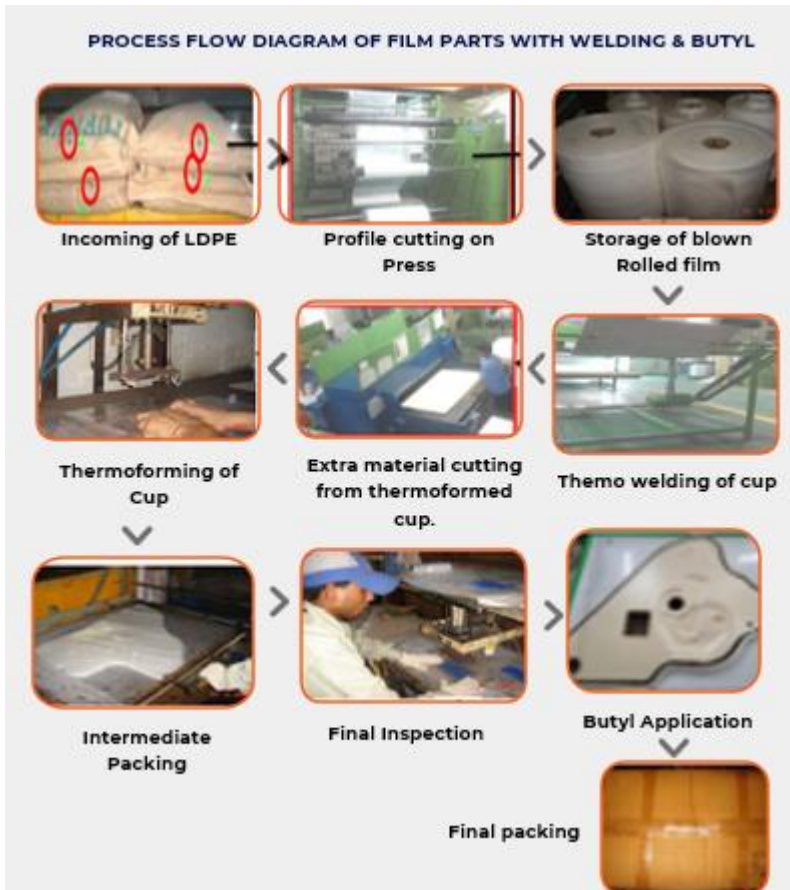 PROCESS FLOW DIAGRAM OF FILM PARTS WITH WELDING & BUTYL
Incoming of LDPE
Profile cutting on
Press
Storage of blown
Rolled film
Thermoforming of
Cup
Extra material cutting
from thermoformed
cup.
Themo welding of cup
Intermediate
Packing
Final Inspection
Butyl Application
Final packing